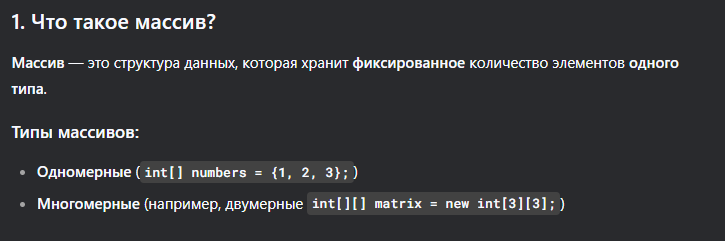 1. Что такое массив?
Массив — это структура данных, которая хранит фиксированное количество элементов одного
типа.
Типы массивов:
• Одномерные (int[] numbers = {1, 2, 3};)
• Многомерные (например, двумерные int[][] matrix = new int[3][3];)